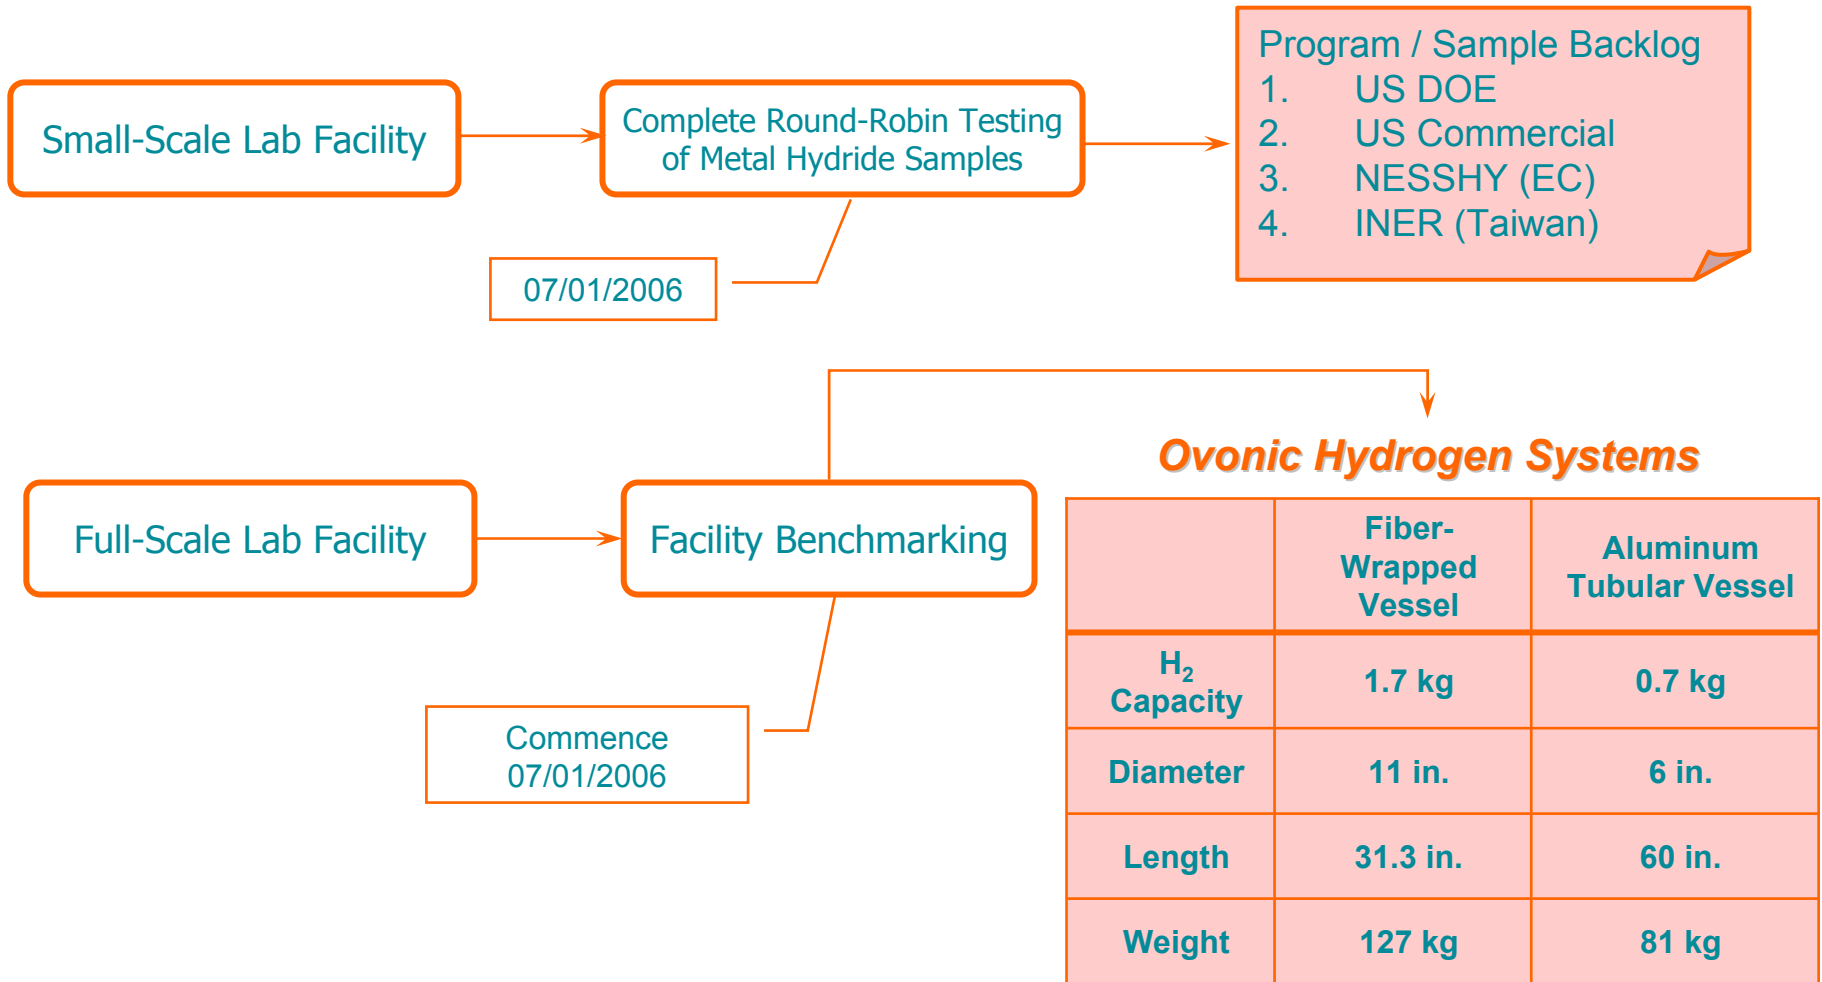 Program / Sample Backlog
1. US DOE
2. US Commercial
3. NESSHY (EC)
4. INER (Taiwan)
Small-Scale Lab Facility
Complete Round-Robin Testing
of Metal Hydride Samples
07/01/2006
Ovonic Hydrogen Systems
Full-Scale Lab Facility
Facility Benchmarking
Commence
07/01/2006
Fiber-
Wrapped
Vessel
Aluminum
Tubular Vessel
H₂
Capacity
1.7 kg
0.7 kg
Diameter
11 in.
6 in.
Length
31.3 in.
60 in.
Weight
127 kg
81 kg